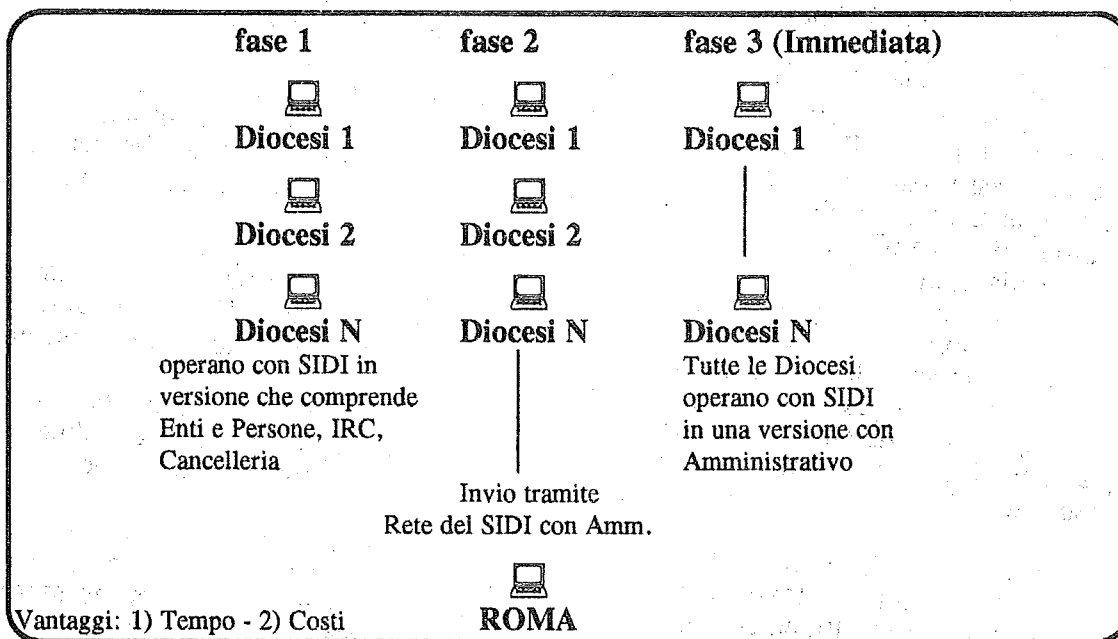 fase 1
Diocesi 1
Diocesi 2
Diocesi N
operano con SIDI in
versione che comprende
Enti e Persone, IRC,
Cancelleria
fase 2
Diocesi 1
Diocesi 2
Diocesi N
Invio tramite
Rete del SIDI con Amm.
ROMA
fase 3 (Immediata)
Diocesi 1
Diocesi N
Tutte le Diocesi
operano con SIDI
in una versione con
Amministrativo
Vantaggi: 1) Tempo - 2) Costi